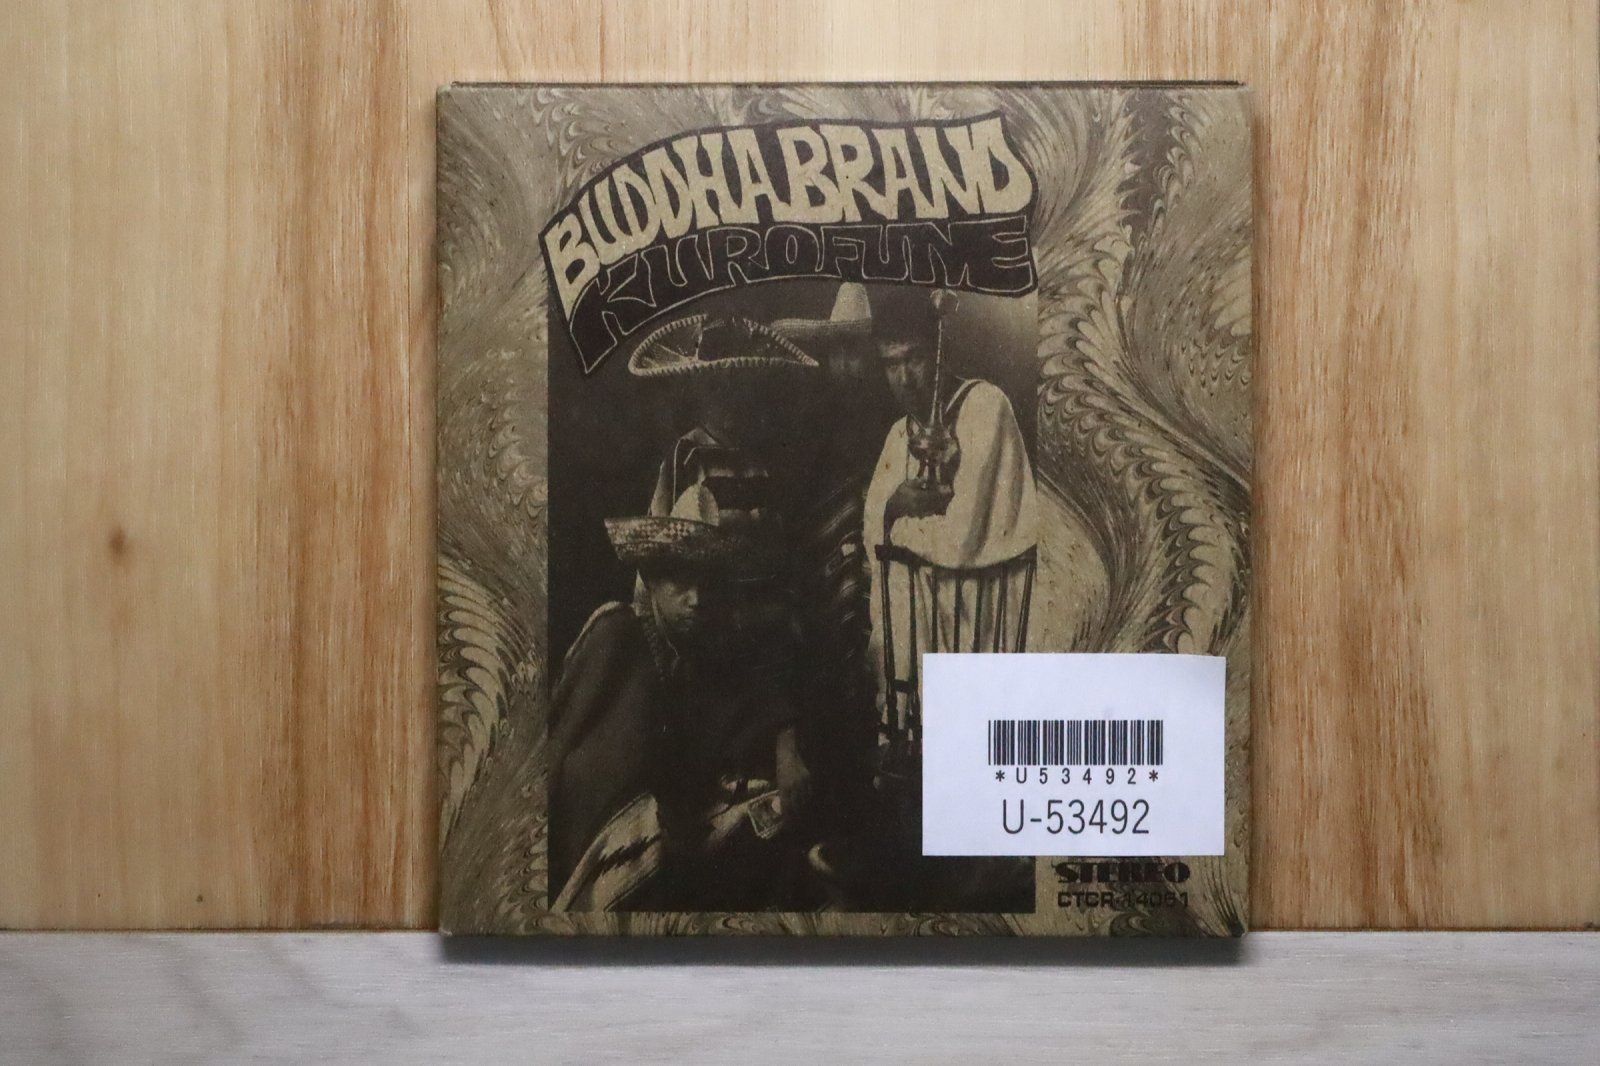 BUDDHA BRAND
KUROFUNE
*U53492*
U-53492
STEREO
CTCR-14061